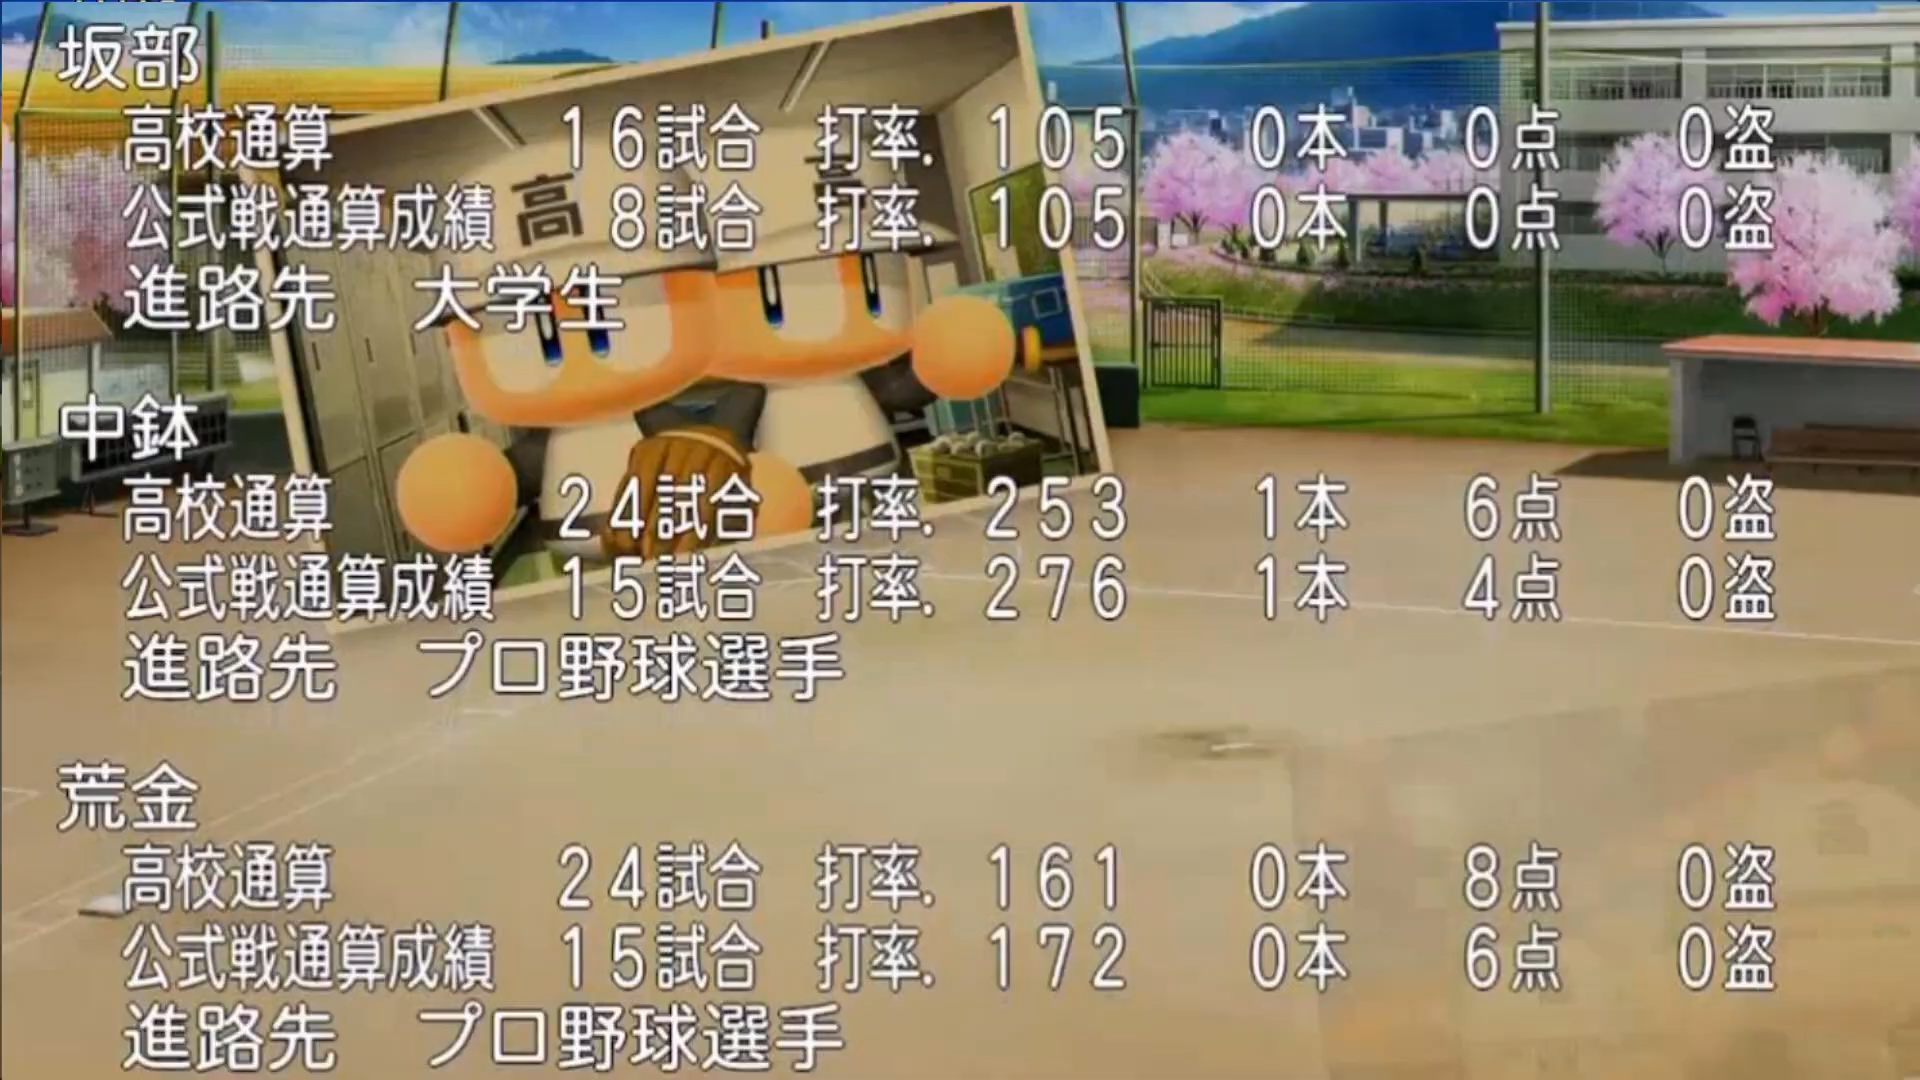 坂部
高校通算 16試合 打率.105 0本 0点 0盗
公式戦通算成績 8試合 打率.105 0本 0点 0盗
進路先 大学生
中鉢
高校通算 24試合 打率.253 1本 6点 0盗
公式戦通算成績 15試合 打率.276 1本 4点 0盗
進路先 プロ野球選手
荒金
高校通算 24試合 打率.161 0本 8点 0盗
公式戦通算成績 15試合 打率.172 0本 6点 0盗
進路先 プロ野球選手
高